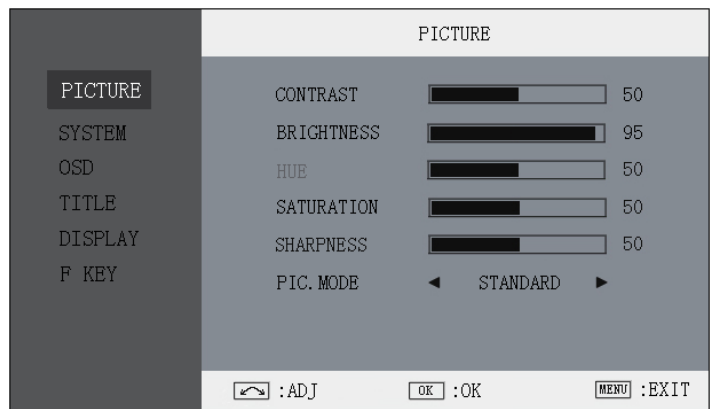 PICTURE
PICTURE
SYSTEM
OSD
TITLE
DISPLAY
F KEY
CONTRAST 50
BRIGHTNESS 95
HUE 50
SATURATION 50
SHARPNESS 50
PIC. MODE ◄ STANDARD ►
:ADJ OK :OK MENU :EXIT